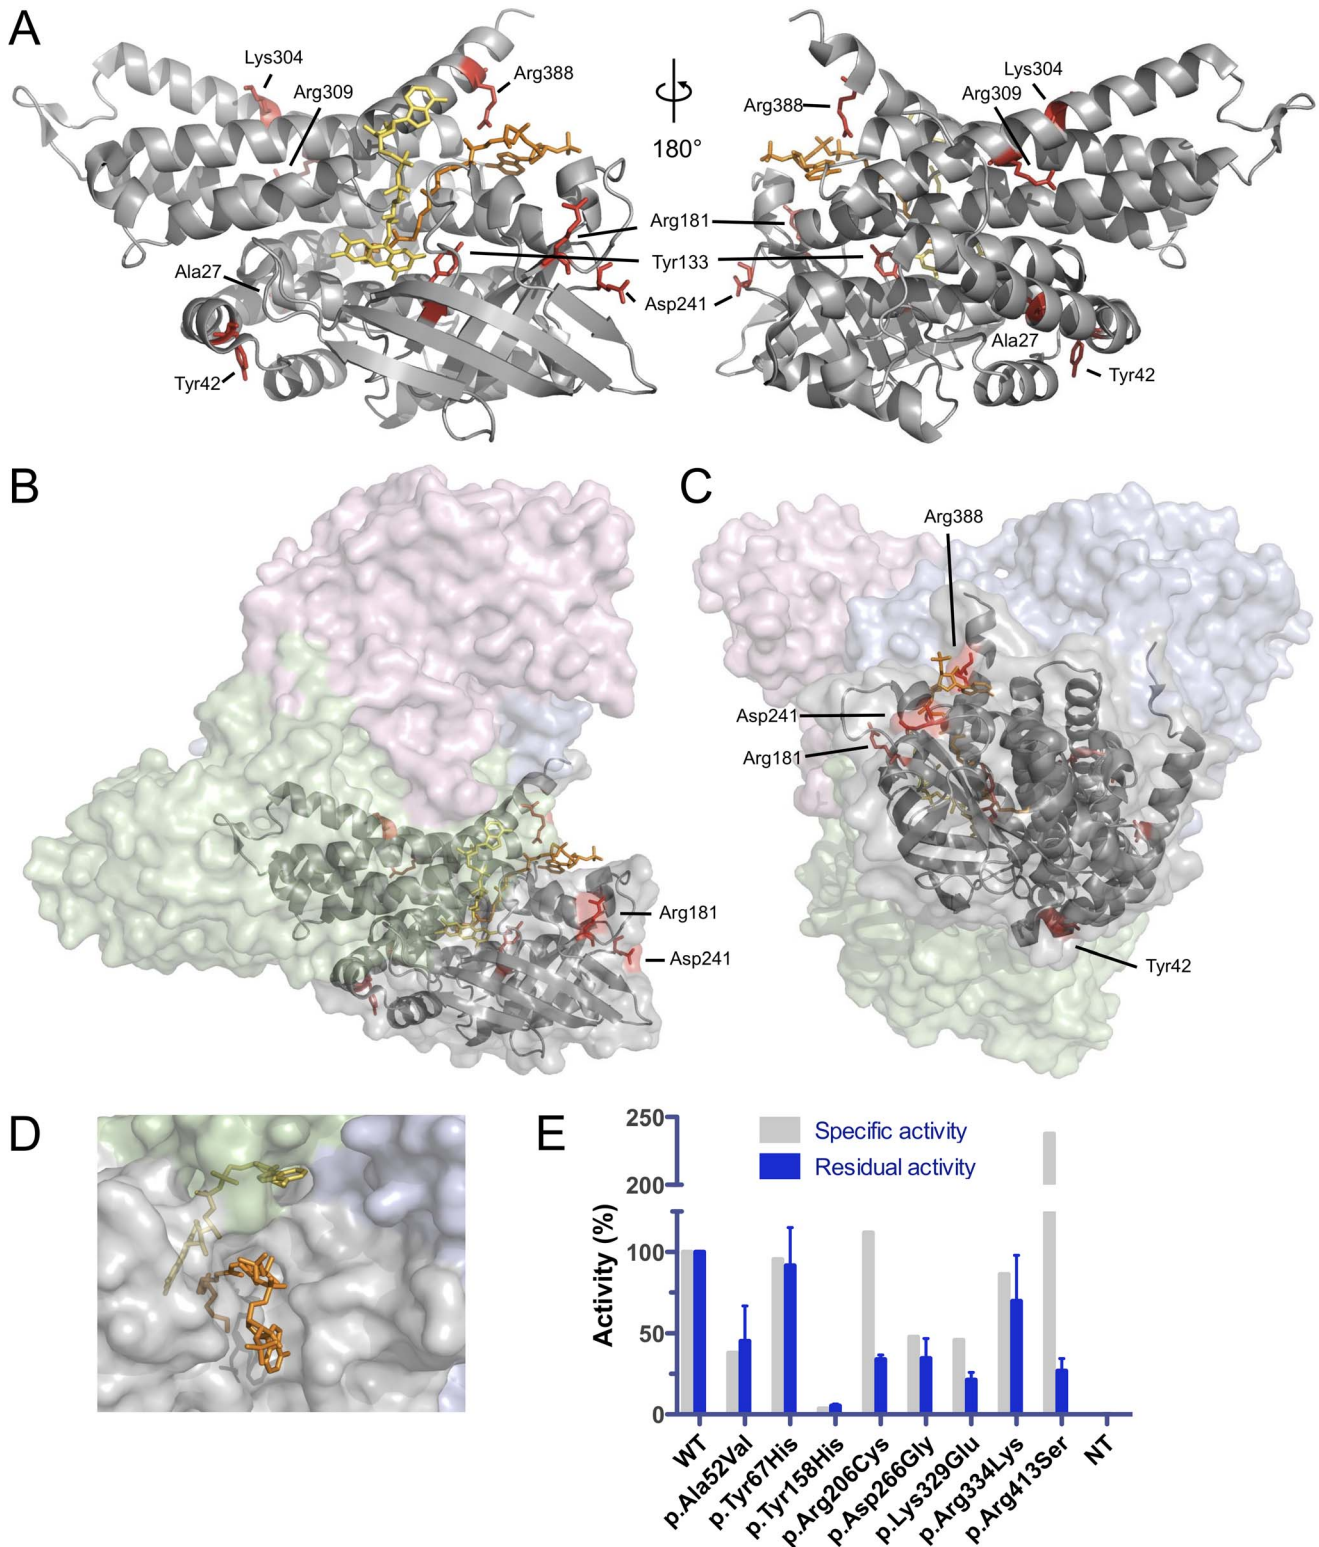 A
Lys304
Arg309
Arg388
Ala27
Tyr42
180°
Arg181
Tyr133
Asp241
Lys304
Arg309
Arg388
Ala27
Tyr42
B
Arg181
Asp241
C
Arg388
Asp241
Arg181
Tyr42
D
E
Specific activity
Residual activity
Activity (%)
250
200
100
50
0
WT
p.Ala52Val
p.Tyr67His
p.Tyr158His
p.Arg206Cys
p.Asp266Gly
p.Lys329Glu
p.Arg334Lys
p.Arg413Ser
NT